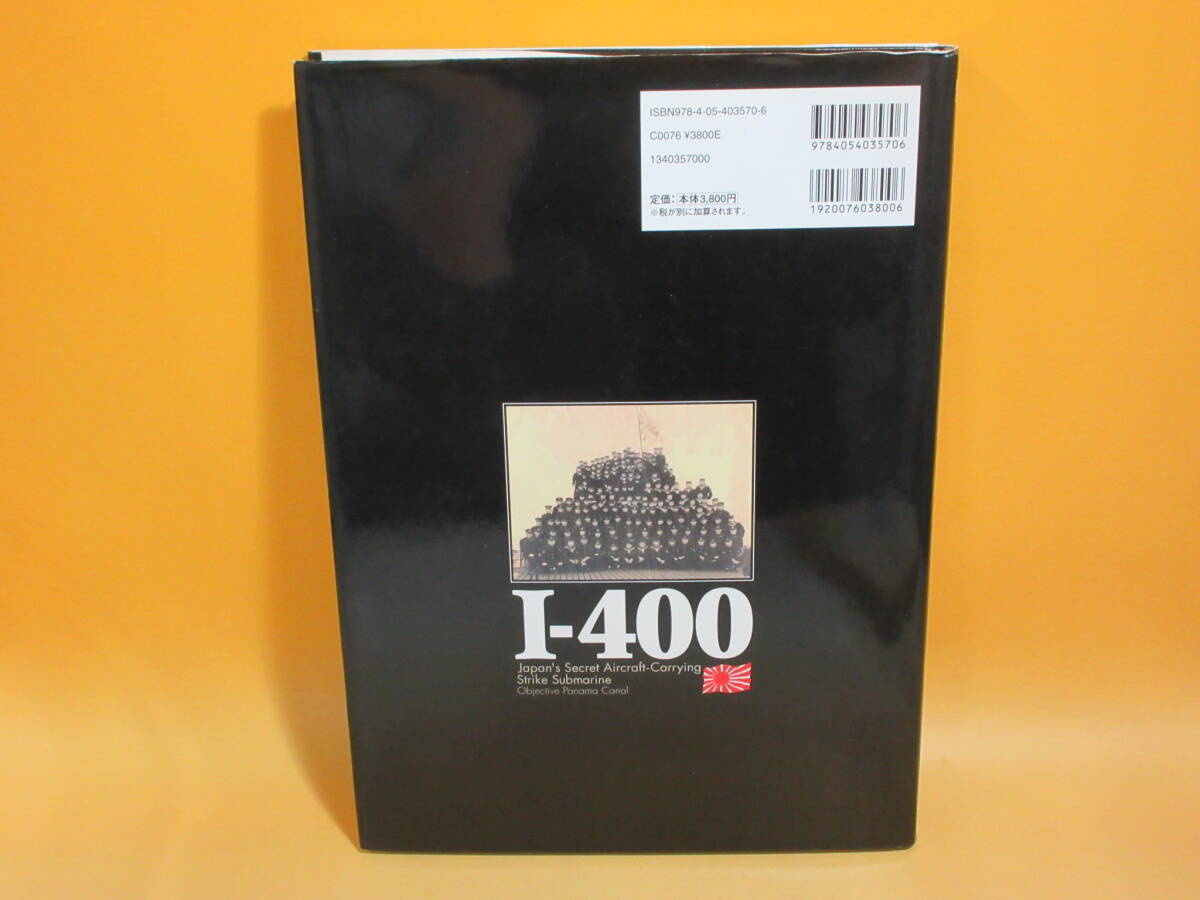 ISBN978-4-05-403570-6
C0076 ¥3800E
1340357000
定価：本体3,800円
※税が別に加算されます。
9784054035706
1920076038006
I-400
Japan's Secret Aircraft-Carrying
Strike Submarine
Objective Panama Canal